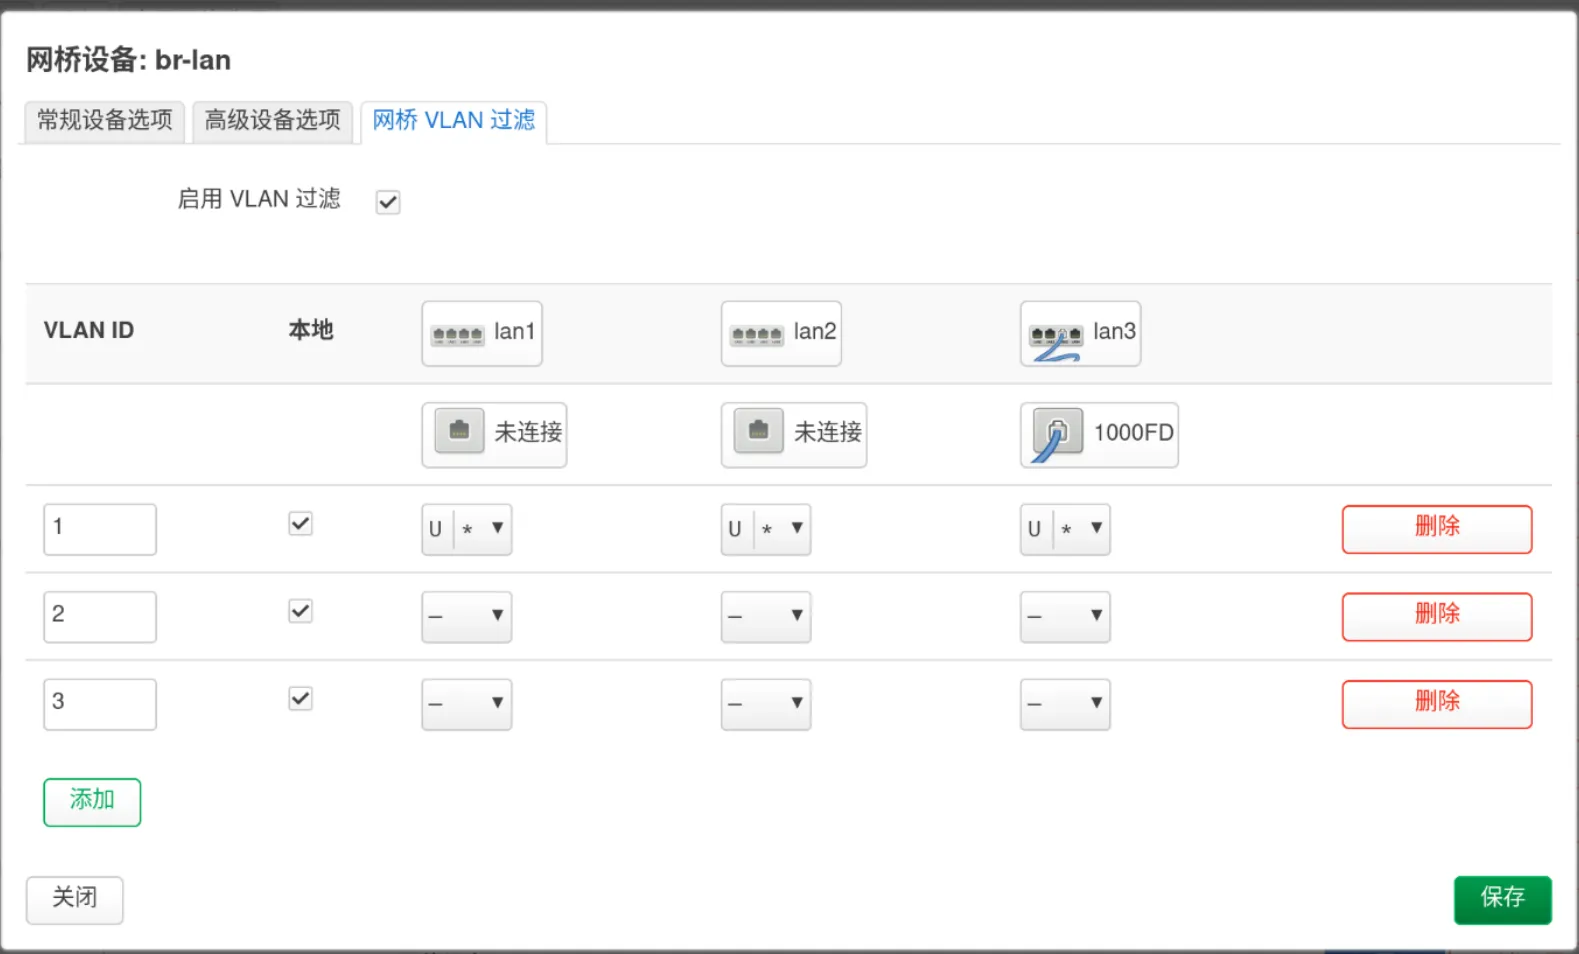 网桥设备: br-lan
常规设备选项 高级设备选项 网桥 VLAN 过滤
启用 VLAN 过滤
VLAN ID 本地 lan1 lan2 lan3
未连接 未连接 1000FD
1 U * ▼ U * ▼ U * ▼ 删除
2 – ▼ – ▼ – ▼ 删除
3 – ▼ – ▼ – ▼ 删除
添加
关闭 保存